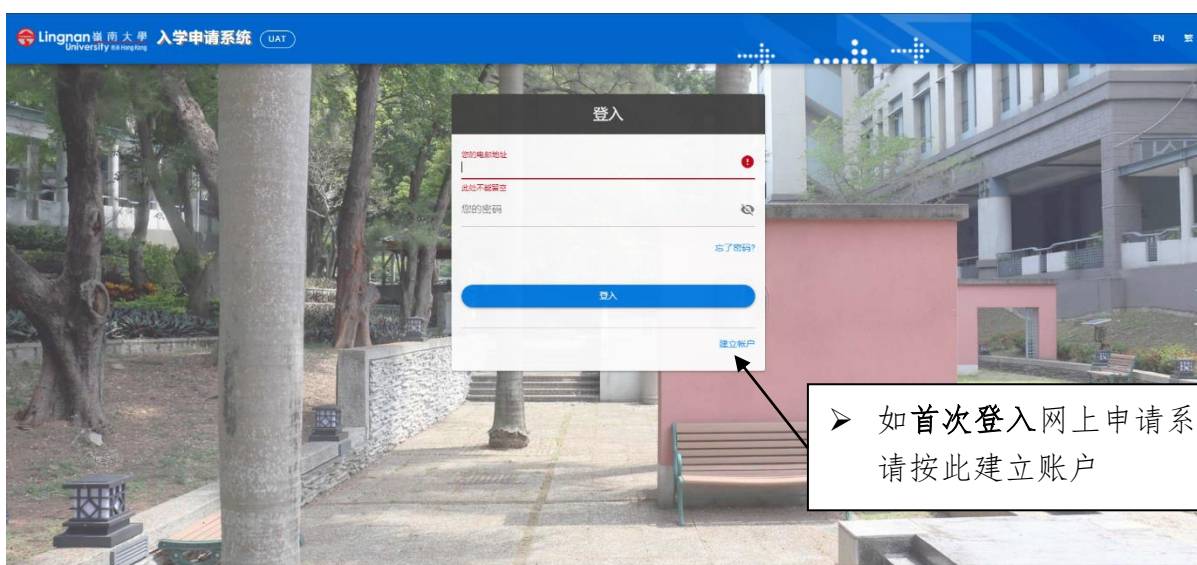 Lingnan 嶺南大學 入学申请系统 UAT
University
EN 繁
登入
您的电邮地址
此处不能留空
您的密码
忘了密码?
登入
建立帐户
➢ 如首次登入网上申请系
请按此建立账户